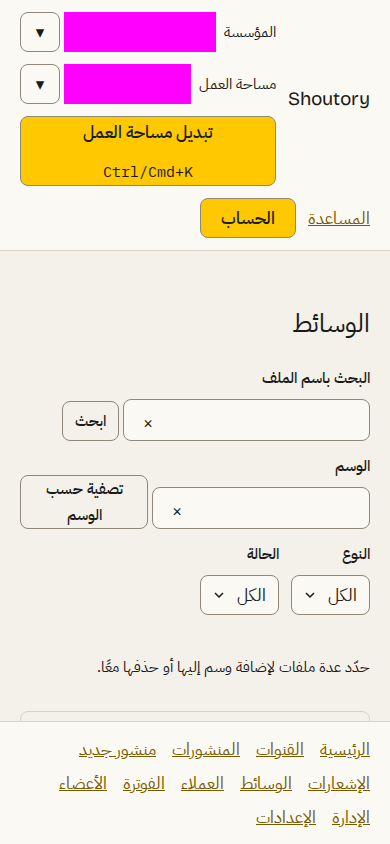 المؤسسة
▼
مساحة العمل
▼
Shoutory
تبديل مساحة العمل
Ctrl/Cmd+K
المساعدة
الحساب
الوسائط
البحث باسم الملف
×
ابحث
الوسم
×
تصفية حسب
الوسم
النوع الحالة
الكل الكل
حدّد عدة ملفات لإضافة وسم إليها أو حذفها معًا.
الرئيسية القنوات المنشورات منشور جديد
الإشعارات الوسائط العملاء الفوترة الأعضاء
الإدارة الإعدادات